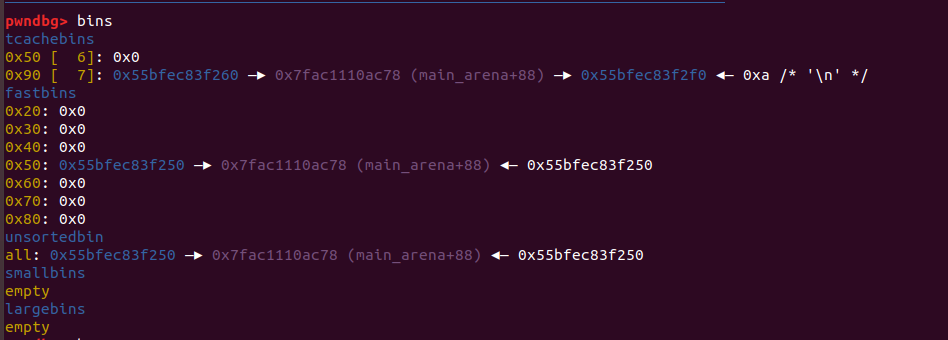 pwndbg> bins
tcachebins
0x50 [  6]: 0x0
0x90 [  7]: 0x55bfec83f260 —▸ 0x7fac1110ac78 (main_arena+88) —▸ 0x55bfec83f2f0 ◂— 0xa /* '\n' */
fastbins
0x20: 0x0
0x30: 0x0
0x40: 0x0
0x50: 0x55bfec83f250 —▸ 0x7fac1110ac78 (main_arena+88) ◂— 0x55bfec83f250
0x60: 0x0
0x70: 0x0
0x80: 0x0
unsortedbin
all: 0x55bfec83f250 —▸ 0x7fac1110ac78 (main_arena+88) ◂— 0x55bfec83f250
smallbins
empty
largebins
empty